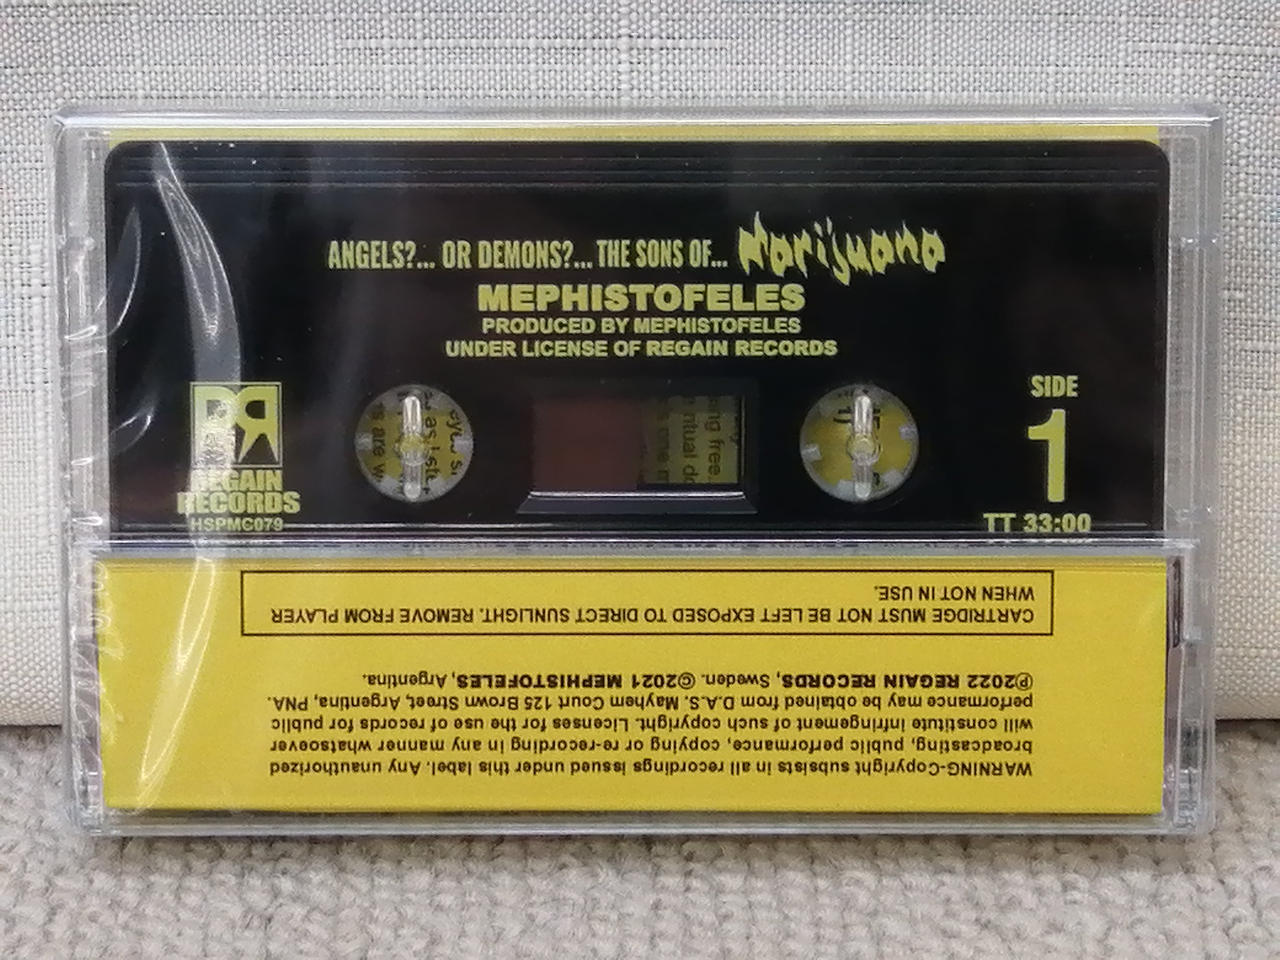 ANGELS?... OR DEMONS?... THE SONS OF... Marijuana
MEPHISTOFELES
PRODUCED BY MEPHISTOFELES
UNDER LICENSE OF REGAIN RECORDS
SIDE
1
TT 33:00
RR
REGAIN
RECORDS
HSPMC079
ng free
ritual
WARNING-Copyright subsists in all recordings issued under this label. Any unauthorized
broadcasting, public performance, copying or re-recording in any manner whatsoever
will constitute infringement of such copyright. Licenses for the use of records for public
performance may be obtained from D.A.S. Mayhem Court 125 Brown Street, Argentina, PNA.
℗2022 REGAIN RECORDS, Sweden. ©2021 MEPHISTOFELES, Argentina.
CARTRIDGE MUST NOT BE LEFT EXPOSED TO DIRECT SUNLIGHT. REMOVE FROM PLAYER
WHEN NOT IN USE.